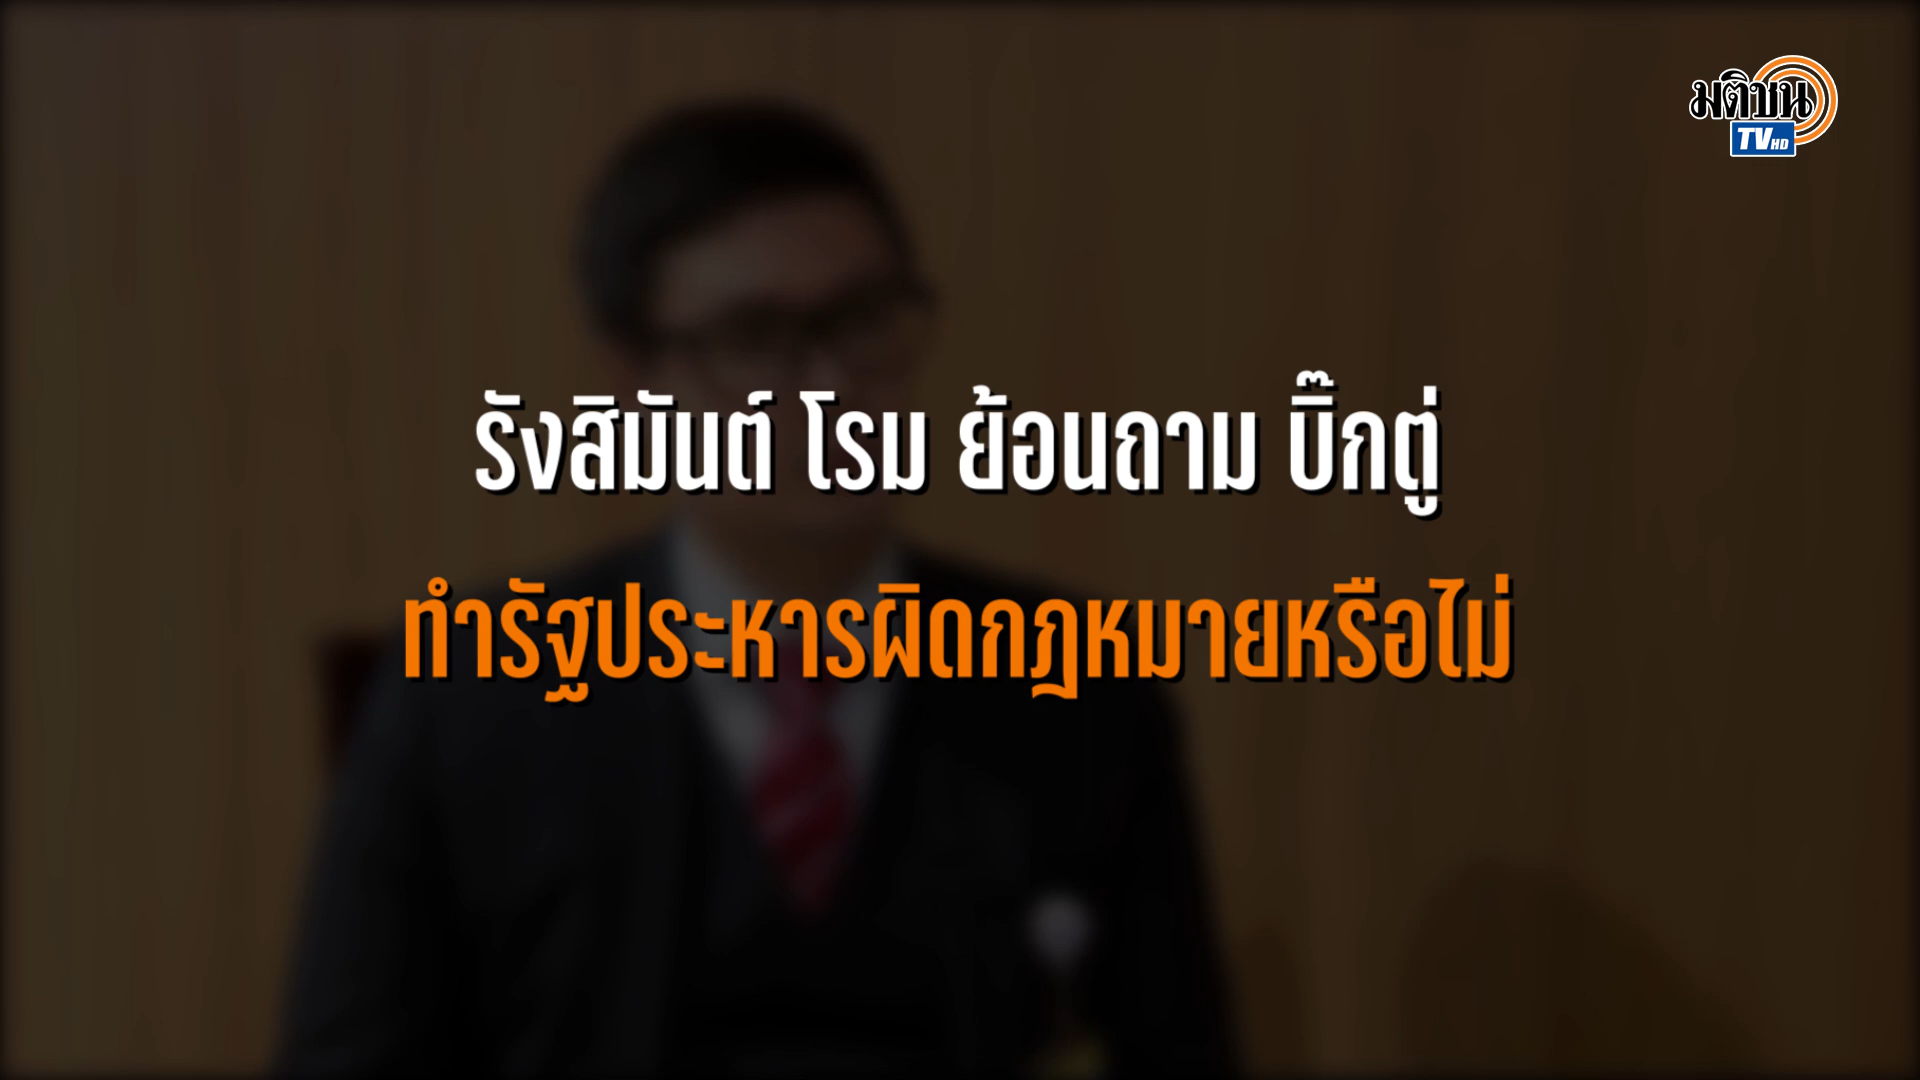 มติชน
TV HD
รังสิมันต์ โรม ย้อนถาม บิ๊กตู่
ทำรัฐประหารผิดกฎหมายหรือไม่